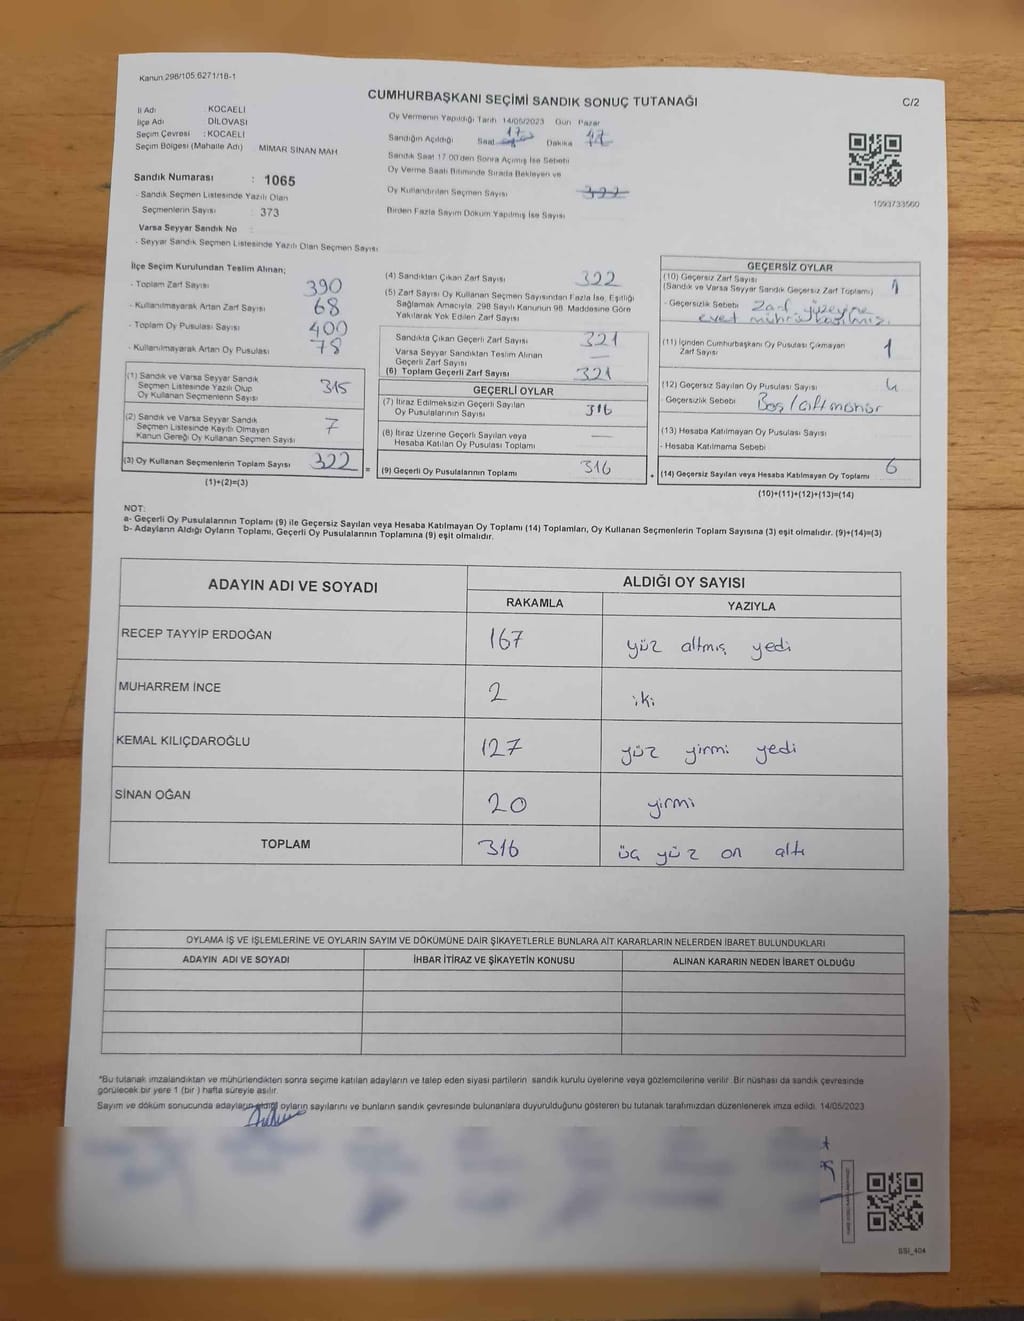 Kanun.298/105:6271/18-1
CUMHURBAŞKANI SEÇİMİ SANDIK SONUÇ TUTANAĞI
C/2
İl Adı : KOCAELİ
İlçe Adı : DİLOVASI
Seçim Çevresi : KOCAELİ
Seçim Bölgesi (Mahalle Adı) : MİMAR SİNAN MAH
Sandık Numarası : 1065
- Sandık Seçmen Listesinde Yazılı Olan
Seçmenlerin Sayısı : 373
Varsa Seyyar Sandık No
- Seyyar Sandık Seçmen Listesinde Yazılı Olan Seçmen Sayısı
Oy Vermenin Yapıldığı Tarih 14/05/2023 Gün Pazar
Sandığın Açıldığı Saat 17 Dakika 47
Sandık Saat 17.00'den Sonra Açılmış İse Sebebi
Oy Verme Saati Bitiminde Sırada Bekleyen ve
Oy Kullandırılan Seçmen Sayısı 322
Birden Fazla Sayım Döküm Yapılmış İse Sayısı
1093733560
İlçe Seçim Kurulundan Teslim Alınan;
- Toplam Zarf Sayısı 390
- Kullanılmayarak Artan Zarf Sayısı 68
- Toplam Oy Pusulası Sayısı 400
- Kullanılmayarak Artan Oy Pusulası 78
(1) Sandık ve Varsa Seyyar Sandık
Seçmen Listesinde Yazılı Olup
Oy Kullanan Seçmenlerin Sayısı 315
(2) Sandık ve Varsa Seyyar Sandık
Seçmen Listesinde Kayıtlı Olmayan
Kanun Gereği Oy Kullanan Seçmen Sayısı 7
(3) Oy Kullanan Seçmenlerin Toplam Sayısı 322 =
(1)+(2)=(3)
(4) Sandıktan Çıkan Zarf Sayısı 322
(5) Zarf Sayısı Oy Kullanan Seçmen Sayısından Fazla İse, Eşitliği
Sağlamak Amacıyla, 298 Sayılı Kanunun 98. Maddesine Göre
Yakılarak Yok Edilen Zarf Sayısı
Sandıkta Çıkan Geçerli Zarf Sayısı 321
Varsa Seyyar Sandıktan Teslim Alınan
Geçerli Zarf Sayısı —
(6) Toplam Geçerli Zarf Sayısı 321
GEÇERLİ OYLAR
(7) İtiraz Edilmeksizin Geçerli Sayılan
Oy Pusulalarının Sayısı 316
(8) İtiraz Üzerine Geçerli Sayılan veya
Hesaba Katılan Oy Pusulası Toplamı —
(9) Geçerli Oy Pusulalarının Toplamı 316 +
GEÇERSİZ OYLAR
(10) Geçersiz Zarf Sayısı
(Sandık ve Varsa Seyyar Sandık Geçersiz Zarf Toplamı) 1
- Geçersizlik Sebebi Zarf yüzeyine
evet mührü basılmış.
(11) İçinden Cumhurbaşkanı Oy Pusulası Çıkmayan
Zarf Sayısı 1
(12) Geçersiz Sayılan Oy Pusulası Sayısı 4
- Geçersizlik Sebebi Boş / çift mühür
(13) Hesaba Katılmayan Oy Pusulası Sayısı
- Hesaba Katılmama Sebebi
(14) Geçersiz Sayılan veya Hesaba Katılmayan Oy Toplamı 6
(10)+(11)+(12)+(13)=(14)
NOT:
a- Geçerli Oy Pusulalarının Toplamı (9) ile Geçersiz Sayılan veya Hesaba Katılmayan Oy Toplamı (14) Toplamları, Oy Kullanan Seçmenlerin Toplam Sayısına (3) eşit olmalıdır. (9)+(14)=(3)
b- Adayların Aldığı Oyların Toplamı, Geçerli Oy Pusulalarının Toplamına (9) eşit olmalıdır.
ADAYIN ADI VE SOYADI ALDIĞI OY SAYISI
RAKAMLA YAZIYLA
RECEP TAYYİP ERDOĞAN 167 yüz altmış yedi
MUHARREM İNCE 2 iki
KEMAL KILIÇDAROĞLU 127 yüz yirmi yedi
SİNAN OĞAN 20 yirmi
TOPLAM 316 üç yüz on altı
OYLAMA İŞ VE İŞLEMLERİNE VE OYLARIN SAYIM VE DÖKÜMÜNE DAİR ŞİKAYETLERLE BUNLARA AİT KARARLARIN NELERDEN İBARET BULUNDUKLARI
ADAYIN ADI VE SOYADI İHBAR İTİRAZ VE ŞİKAYETİN KONUSU ALINAN KARARIN NEDEN İBARET OLDUĞU
*Bu tutanak imzalandıktan ve mühürlendikten sonra seçime katılan adayların ve talep eden siyasi partilerin sandık kurulu üyelerine veya gözlemcilerine verilir. Bir nüshası da sandık çevresinde
görülecek bir yere 1 (bir ) hafta süreyle asılır.
Sayım ve döküm sonucunda adayların aldığı oyların sayılarını ve bunların sandık çevresinde bulunanlara duyurulduğunu gösteren bu tutanak tarafımızdan düzenlenerek imza edildi. 14/05/2023
SSI_404